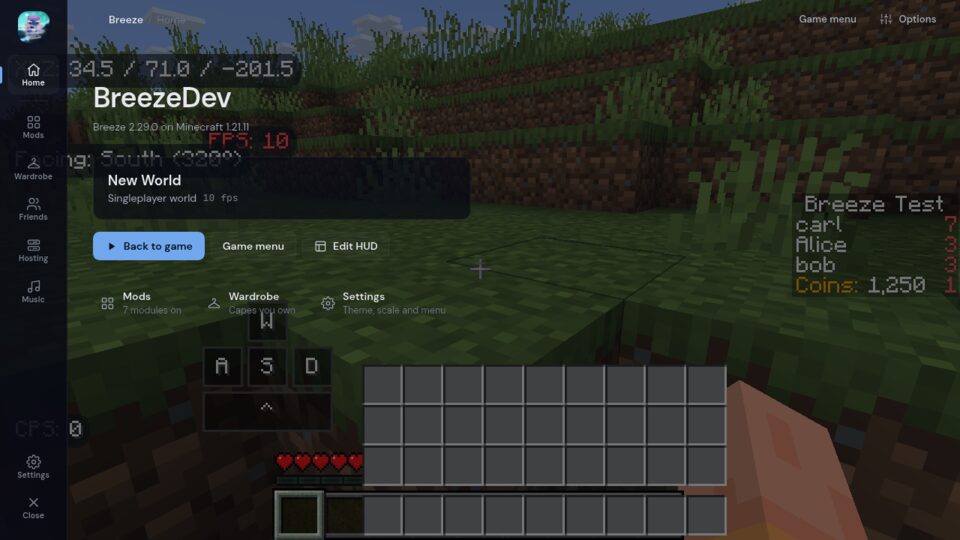 Breeze / Home
Game menu
Options
XYZ: 34.5 / 71.0 / -201.5
Home
BreezeDev
Breeze 2.29.0 on Minecraft 1.21.11
FPS: 10
Mods
Facing: South (320°)
Wardrobe
New World
Singleplayer world 10 fps
Friends
Breeze Test
carl 7
Alice 3
bob 3
Coins: 1,250 1
Hosting
Back to game
Game menu
Edit HUD
Music
Mods
7 modules on
Wardrobe
Capes you own
Settings
Theme, scale and menu
W
A S D
^
CPS: 0
Settings
Close